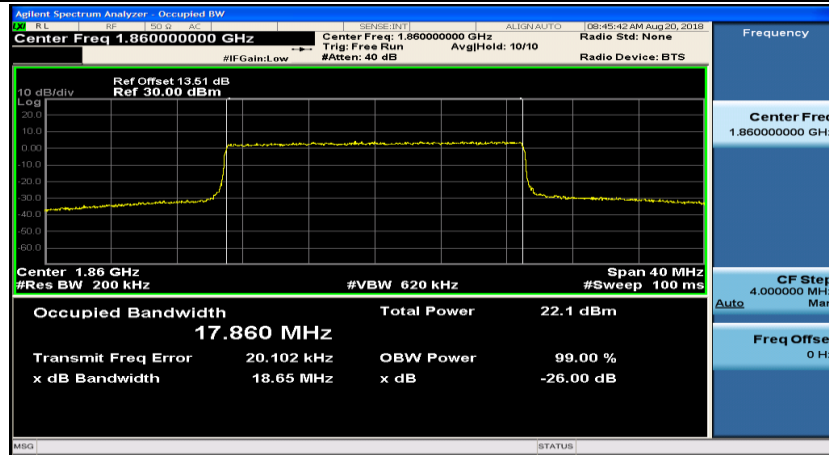 Agilent Spectrum Analyzer - Occupied BW
LXI RL RF 50 Ω AC SENSE:INT ALIGN AUTO 08:45:42 AM Aug 20, 2018
Center Freq 1.860000000 GHz Center Freq: 1.860000000 GHz Radio Std: None
Trig: Free Run Avg|Hold: 10/10
#IFGain:Low #Atten: 40 dB Radio Device: BTS
Ref Offset 13.51 dB
10 dB/div Ref 30.00 dBm
Log
20.0
10.0
0.00
-10.0
-20.0
-30.0
-40.0
-50.0
-60.0
Center 1.86 GHz Span 40 MHz
#Res BW 200 kHz #VBW 620 kHz #Sweep 100 ms
Occupied Bandwidth Total Power 22.1 dBm
17.860 MHz
Transmit Freq Error 20.102 kHz OBW Power 99.00 %
x dB Bandwidth 18.65 MHz x dB -26.00 dB
MSG STATUS
Frequency
Center Fre
1.860000000 GH
CF Step
4.000000 MH
Auto Ma
Freq Offse
0 H